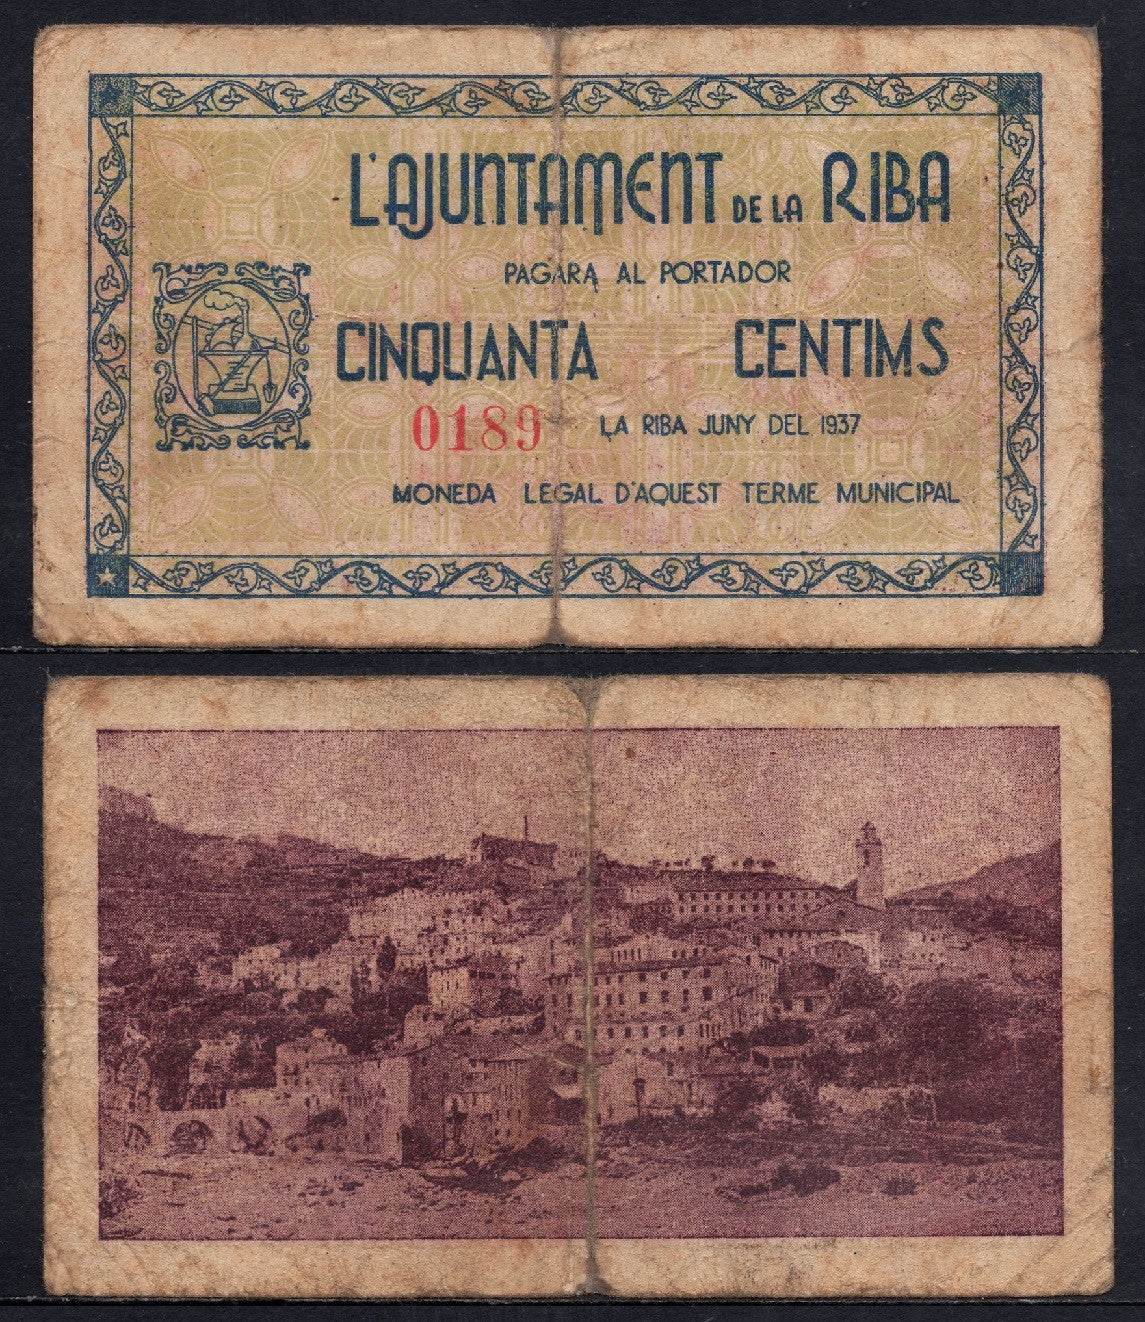 L'AJUNTAMENT DE LA RIBA
PAGARÀ AL PORTADOR
CINQUANTA CENTIMS
0189 LA RIBA JUNY DEL 1937
MONEDA LEGAL D'AQUEST TERME MUNICIPAL